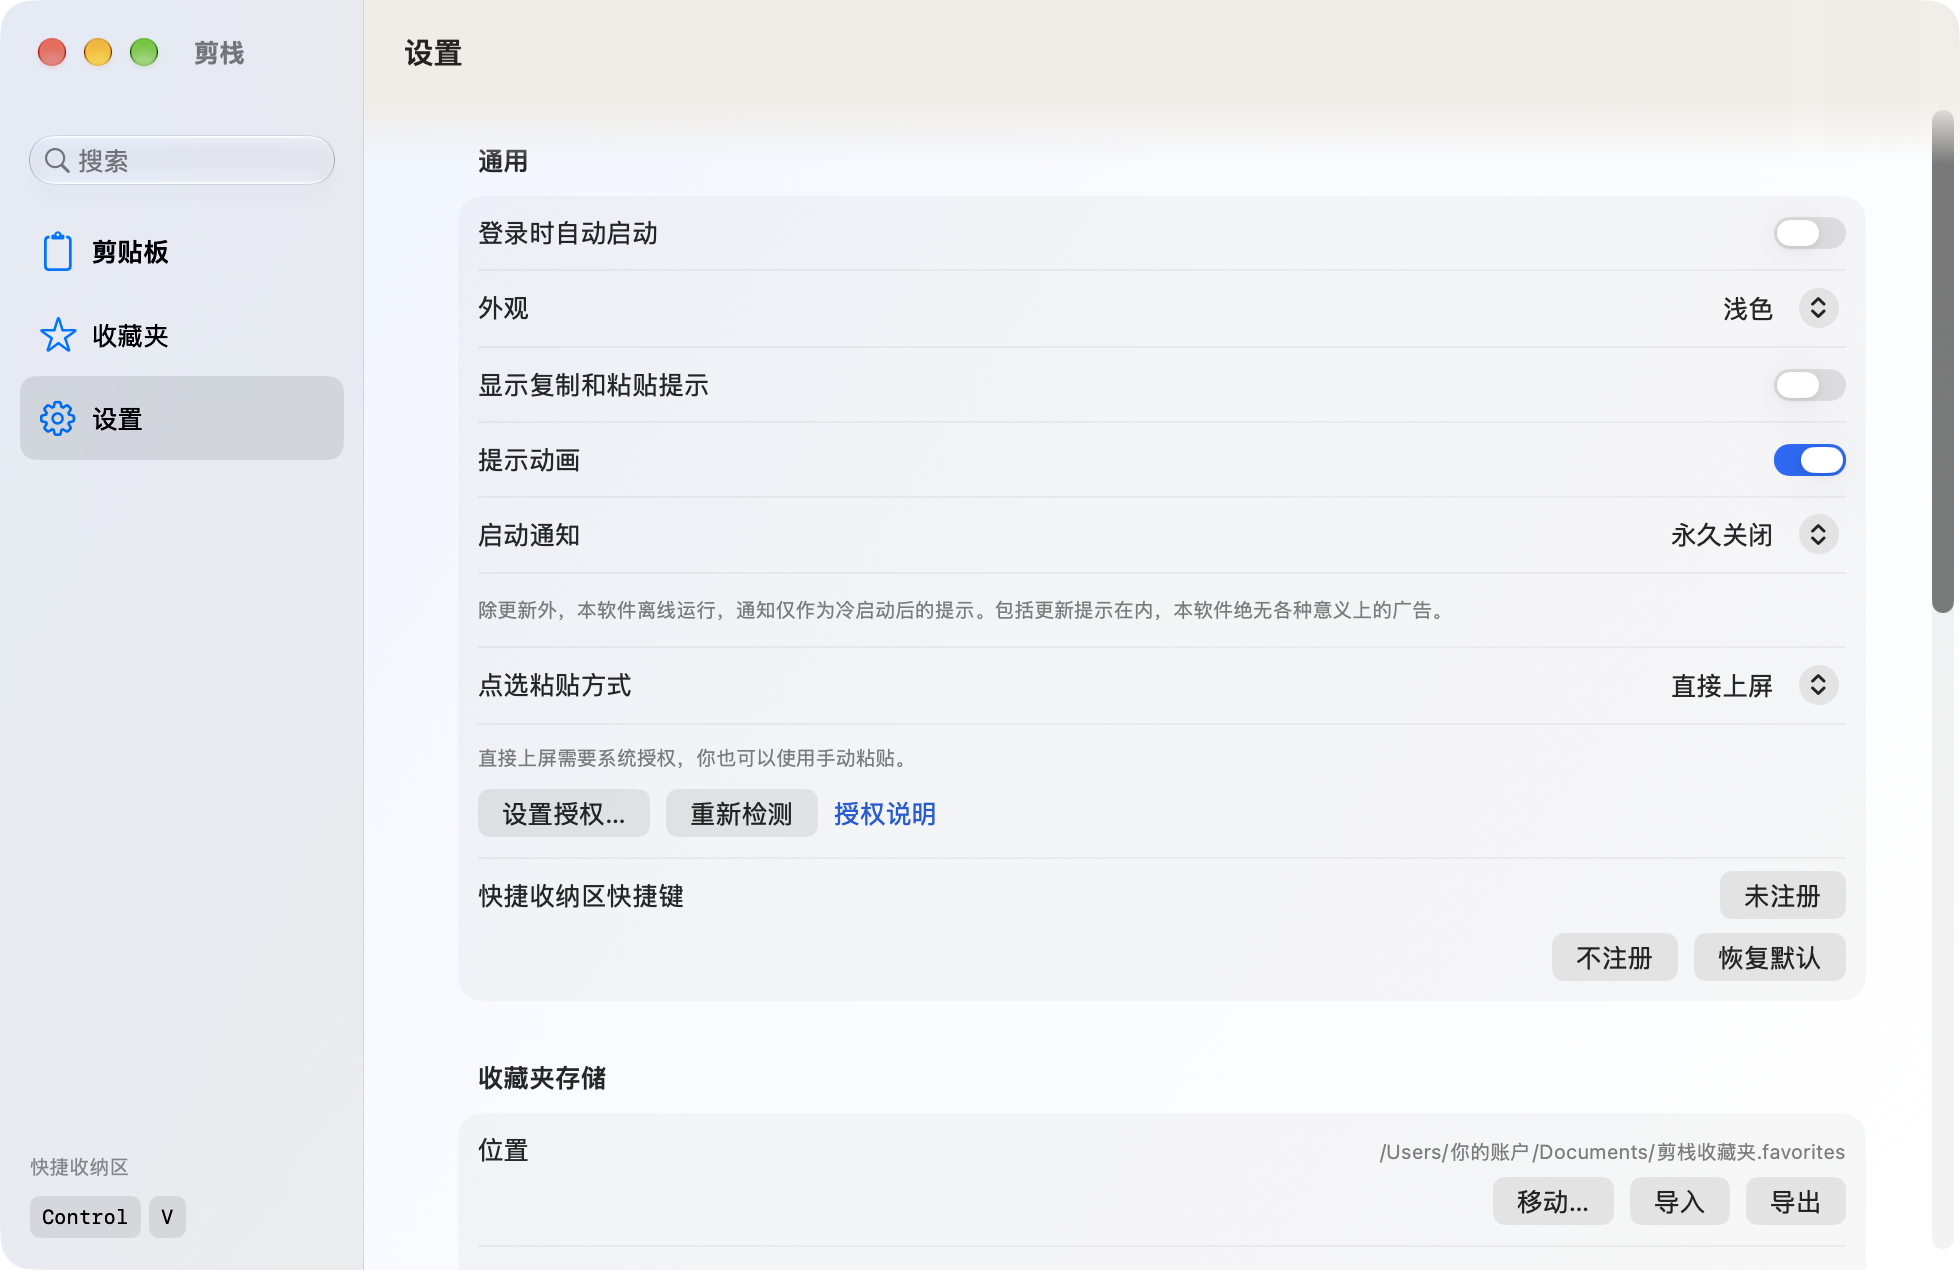 剪栈
搜索
剪贴板
收藏夹
设置
快捷收纳区
Control V
设置
通用
登录时自动启动
外观 浅色
显示复制和粘贴提示
提示动画
启动通知 永久关闭
除更新外，本软件离线运行，通知仅作为冷启动后的提示。包括更新提示在内，本软件绝无各种意义上的广告。
点选粘贴方式 直接上屏
直接上屏需要系统授权，你也可以使用手动粘贴。
设置授权... 重新检测 授权说明
快捷收纳区快捷键 未注册
不注册 恢复默认
收藏夹存储
位置 /Users/你的账户/Documents/剪栈收藏夹.favorites
移动... 导入 导出